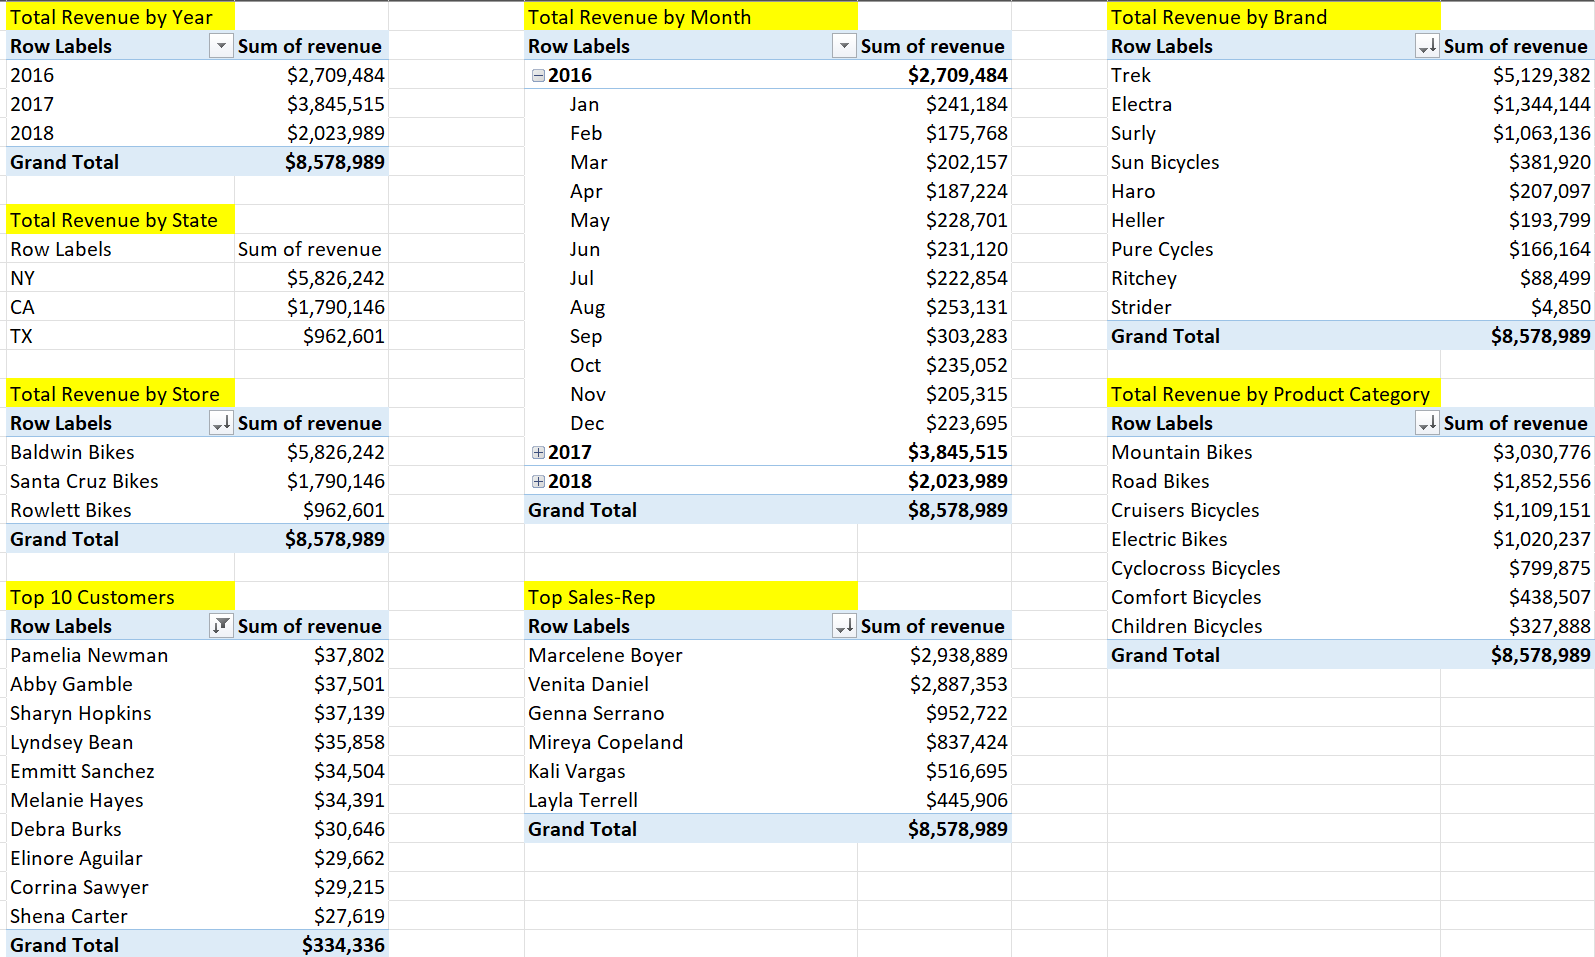 Total Revenue by Year
Row Labels Sum of revenue
2016 $2,709,484
2017 $3,845,515
2018 $2,023,989
Grand Total $8,578,989
Total Revenue by State
Row Labels Sum of revenue
NY $5,826,242
CA $1,790,146
TX $962,601
Total Revenue by Store
Row Labels Sum of revenue
Baldwin Bikes $5,826,242
Santa Cruz Bikes $1,790,146
Rowlett Bikes $962,601
Grand Total $8,578,989
Top 10 Customers
Row Labels Sum of revenue
Pamelia Newman $37,802
Abby Gamble $37,501
Sharyn Hopkins $37,139
Lyndsey Bean $35,858
Emmitt Sanchez $34,504
Melanie Hayes $34,391
Debra Burks $30,646
Elinore Aguilar $29,662
Corrina Sawyer $29,215
Shena Carter $27,619
Grand Total $334,336
Total Revenue by Month
Row Labels Sum of revenue
2016 $2,709,484
Jan $241,184
Feb $175,768
Mar $202,157
Apr $187,224
May $228,701
Jun $231,120
Jul $222,854
Aug $253,131
Sep $303,283
Oct $235,052
Nov $205,315
Dec $223,695
2017 $3,845,515
2018 $2,023,989
Grand Total $8,578,989
Top Sales-Rep
Row Labels Sum of revenue
Marcelene Boyer $2,938,889
Venita Daniel $2,887,353
Genna Serrano $952,722
Mireya Copeland $837,424
Kali Vargas $516,695
Layla Terrell $445,906
Grand Total $8,578,989
Total Revenue by Brand
Row Labels Sum of revenue
Trek $5,129,382
Electra $1,344,144
Surly $1,063,136
Sun Bicycles $381,920
Haro $207,097
Heller $193,799
Pure Cycles $166,164
Ritchey $88,499
Strider $4,850
Grand Total $8,578,989
Total Revenue by Product Category
Row Labels Sum of revenue
Mountain Bikes $3,030,776
Road Bikes $1,852,556
Cruisers Bicycles $1,109,151
Electric Bikes $1,020,237
Cyclocross Bicycles $799,875
Comfort Bicycles $438,507
Children Bicycles $327,888
Grand Total $8,578,989